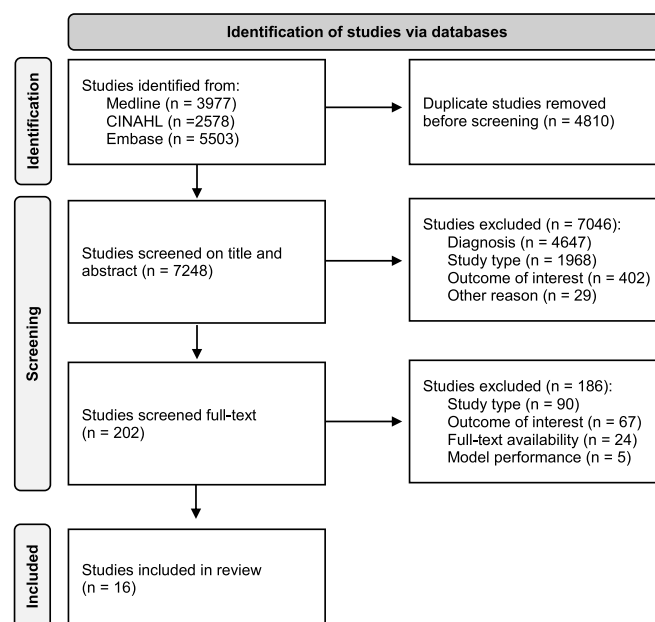 Identification of studies via databases
Identification
Studies identified from:
Medline (n = 3977)
CINAHL (n =2578)
Embase (n = 5503)
Duplicate studies removed
before screening (n = 4810)
Screening
Studies screened on title and
abstract (n = 7248)
Studies excluded (n = 7046):
Diagnosis (n = 4647)
Study type (n = 1968)
Outcome of interest (n = 402)
Other reason (n = 29)
Studies screened full-text
(n = 202)
Studies excluded (n = 186):
Study type (n = 90)
Outcome of interest (n = 67)
Full-text availability (n = 24)
Model performance (n = 5)
Included
Studies included in review
(n = 16)